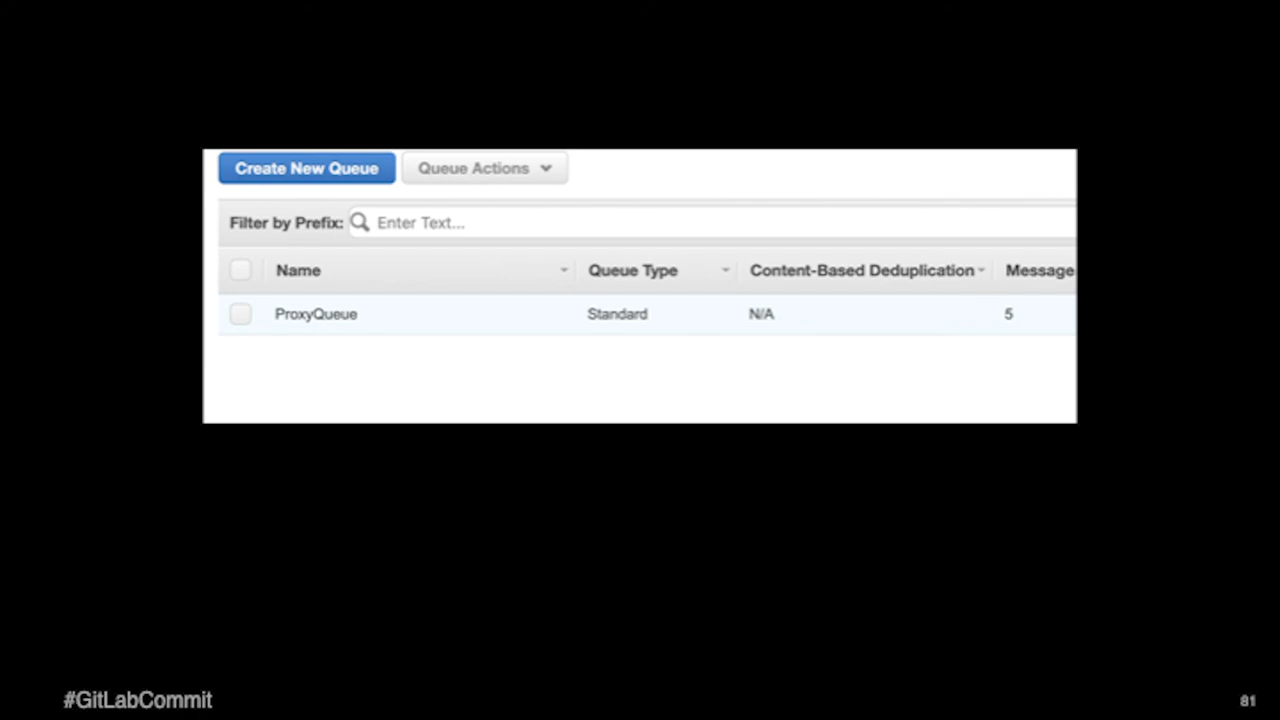 Create New Queue Queue Actions
Filter by Prefix: Enter Text...
Name Queue Type Content-Based Deduplication Message
ProxyQueue Standard N/A 5
#GitLabCommit 81